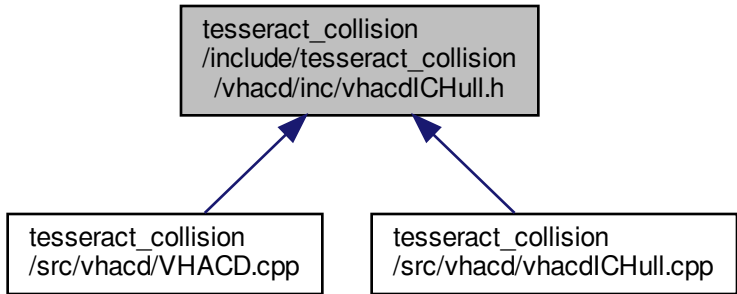 tesseract_collision
/include/tesseract_collision
/vhacd/inc/vhacdICHull.h
tesseract_collision
/src/vhacd/VHACD.cpp
tesseract_collision
/src/vhacd/vhacdICHull.cpp